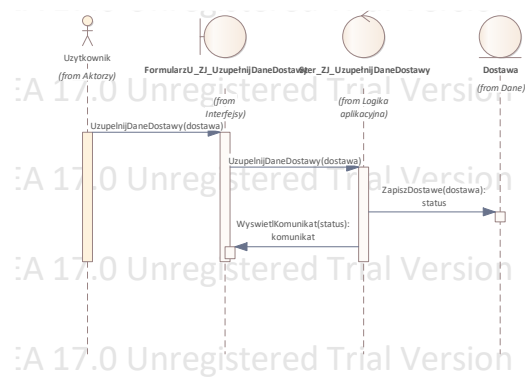 Uzytkownik
(from Aktorzy)
FormularzU_ZJ_UzupełnijDaneDostawy
Ster_ZJ_UzupełnijDaneDostawy
Dostawa
(from
Interfejsy)
(from Logika
aplikacyjna)
(from Dane)
UzupelnijDaneDostawy(dostawa)
UzupelnijDaneDostawy(dostawa)
ZapiszDostawe(dostawa):
status
WyswietlKomunikat(status):
komunikat
EA 17.0 Unregistered Trial Version
EA 17.0 Unregistered Trial Version
EA 17.0 Unregistered Trial Version
EA 17.0 Unregistered Trial Version